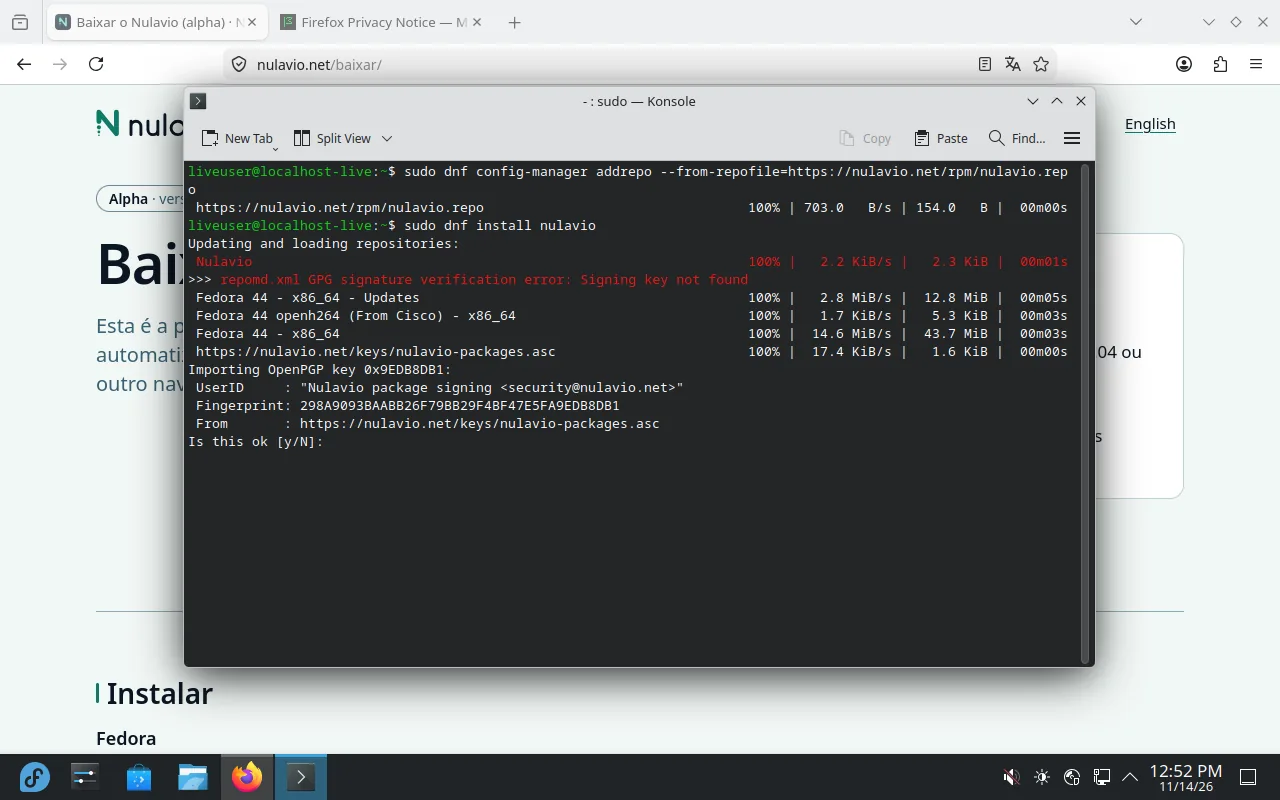 Baixar o Nulavio (alpha) · N
Firefox Privacy Notice — M
nulavio.net/baixar/
- : sudo — Konsole
New Tab
Split View
Copy
Paste
Find...
liveuser@localhost-live:~$ sudo dnf config-manager addrepo --from-repofile=https://nulavio.net/rpm/nulavio.rep
o
https://nulavio.net/rpm/nulavio.repo 100% | 703.0 B/s | 154.0 B | 00m00s
liveuser@localhost-live:~$ sudo dnf install nulavio
Updating and loading repositories:
Nulavio 100% | 2.2 KiB/s | 2.3 KiB | 00m01s
>>> repomd.xml GPG signature verification error: Signing key not found
Fedora 44 - x86_64 - Updates 100% | 2.8 MiB/s | 12.8 MiB | 00m05s
Fedora 44 openh264 (From Cisco) - x86_64 100% | 1.7 KiB/s | 5.3 KiB | 00m03s
Fedora 44 - x86_64 100% | 14.6 MiB/s | 43.7 MiB | 00m03s
https://nulavio.net/keys/nulavio-packages.asc 100% | 17.4 KiB/s | 1.6 KiB | 00m00s
Importing OpenPGP key 0x9EDB8DB1:
UserID : "Nulavio package signing <security@nulavio.net>"
Fingerprint: 298A9093BAABB26F79BB29F4BF47E5FA9EDB8DB1
From : https://nulavio.net/keys/nulavio-packages.asc
Is this ok [y/N]:
nulo
English
Alpha · vers
Bai
Esta é a p
automati
outro nav
04 ou
s
Instalar
Fedora
12:52 PM
11/14/26